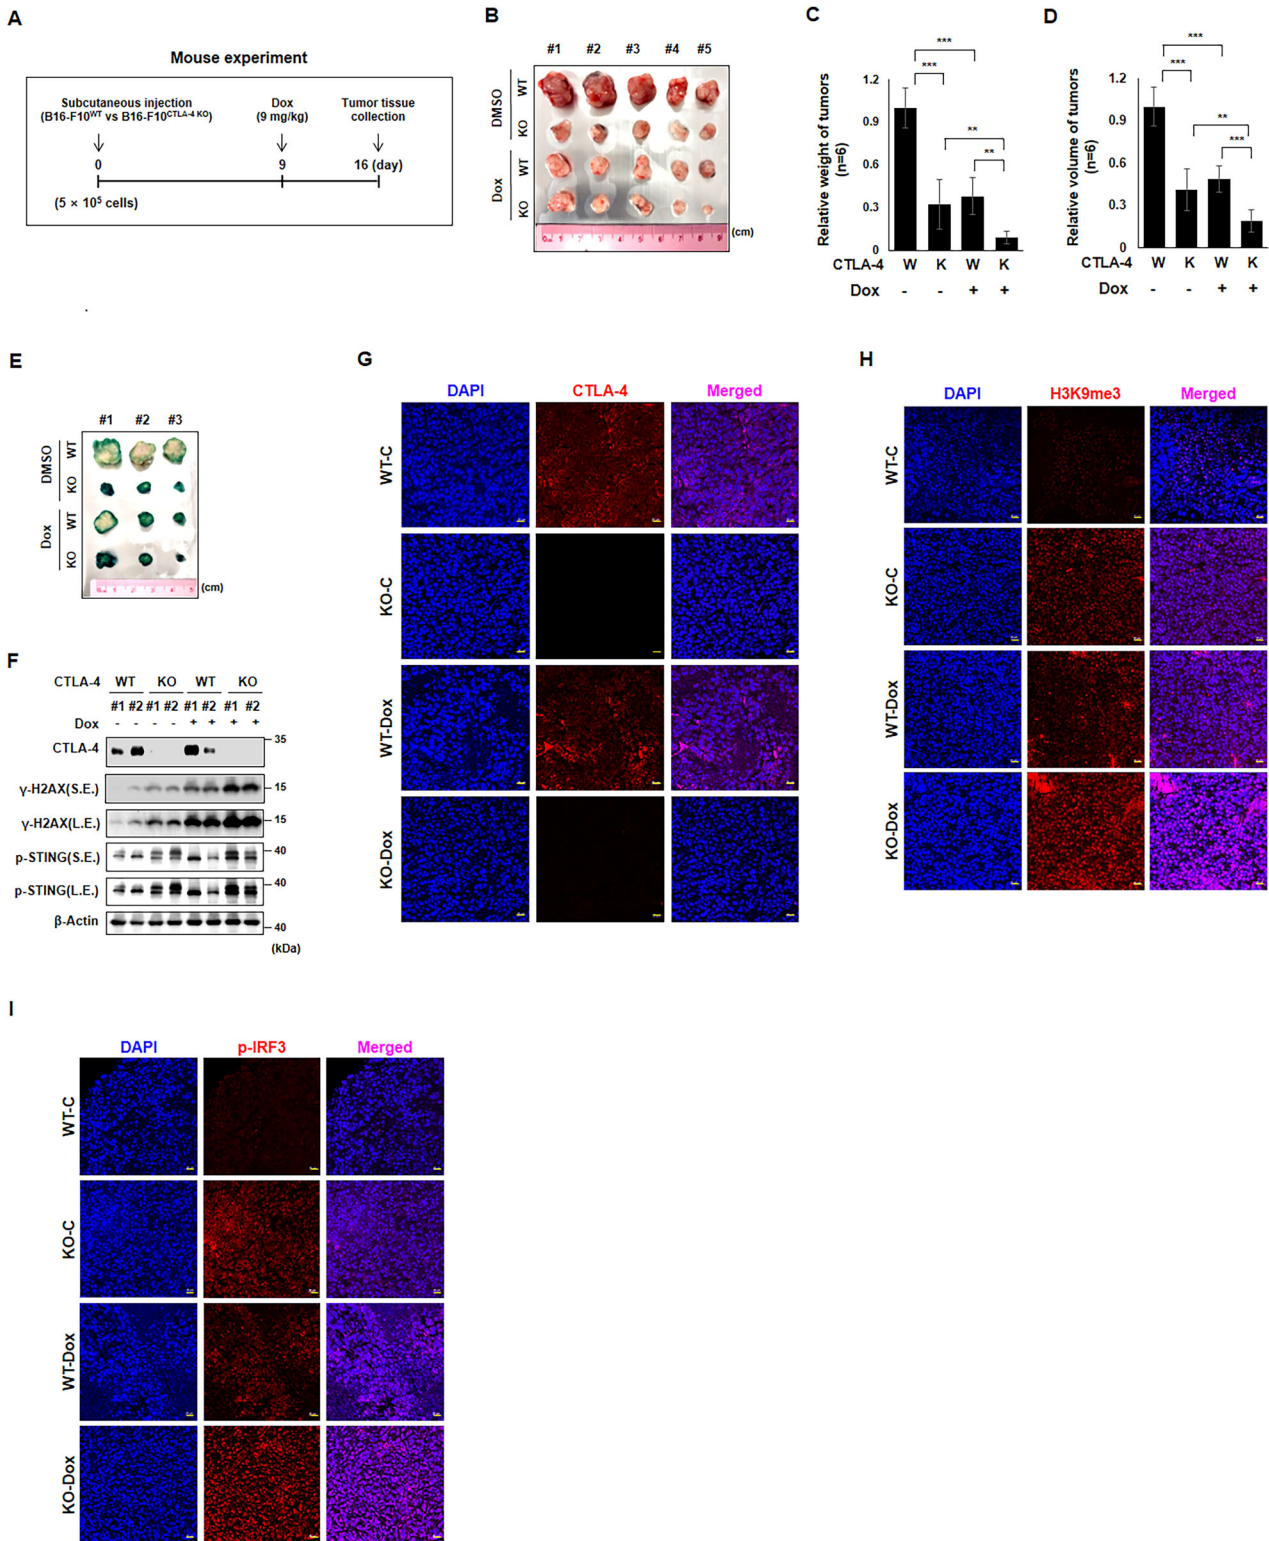 A
Mouse experiment
Subcutaneous injection
(B16-F10WT vs B16-F10CTLA-4 KO)
Dox
(9 mg/kg)
Tumor tissue
collection
0
9
16 (day)
(5 × 10⁵ cells)
B
#1 #2 #3 #4 #5
DMSO
WT
KO
Dox
WT
KO
(cm)
C
Relative weight of tumors
(n=6)
1.2
0.9
0.6
0.3
0
***
***
**
**
CTLA-4 W K W K
Dox - - + +
D
Relative volume of tumors
(n=6)
1.2
0.9
0.6
0.3
0
***
***
**
***
CTLA-4 W K W K
Dox - - + +
E
#1 #2 #3
DMSO
WT
KO
Dox
WT
KO
(cm)
F
CTLA-4 WT KO WT KO
#1 #2 #1 #2 #1 #2 #1 #2
Dox - - - - + + + +
CTLA-4 35
γ-H2AX(S.E.) 15
γ-H2AX(L.E.) 15
p-STING(S.E.) 40
p-STING(L.E.) 40
β-Actin 40
(kDa)
G
DAPI CTLA-4 Merged
WT-C
KO-C
WT-Dox
KO-Dox
H
DAPI H3K9me3 Merged
WT-C
KO-C
WT-Dox
KO-Dox
I
DAPI p-IRF3 Merged
WT-C
KO-C
WT-Dox
KO-Dox